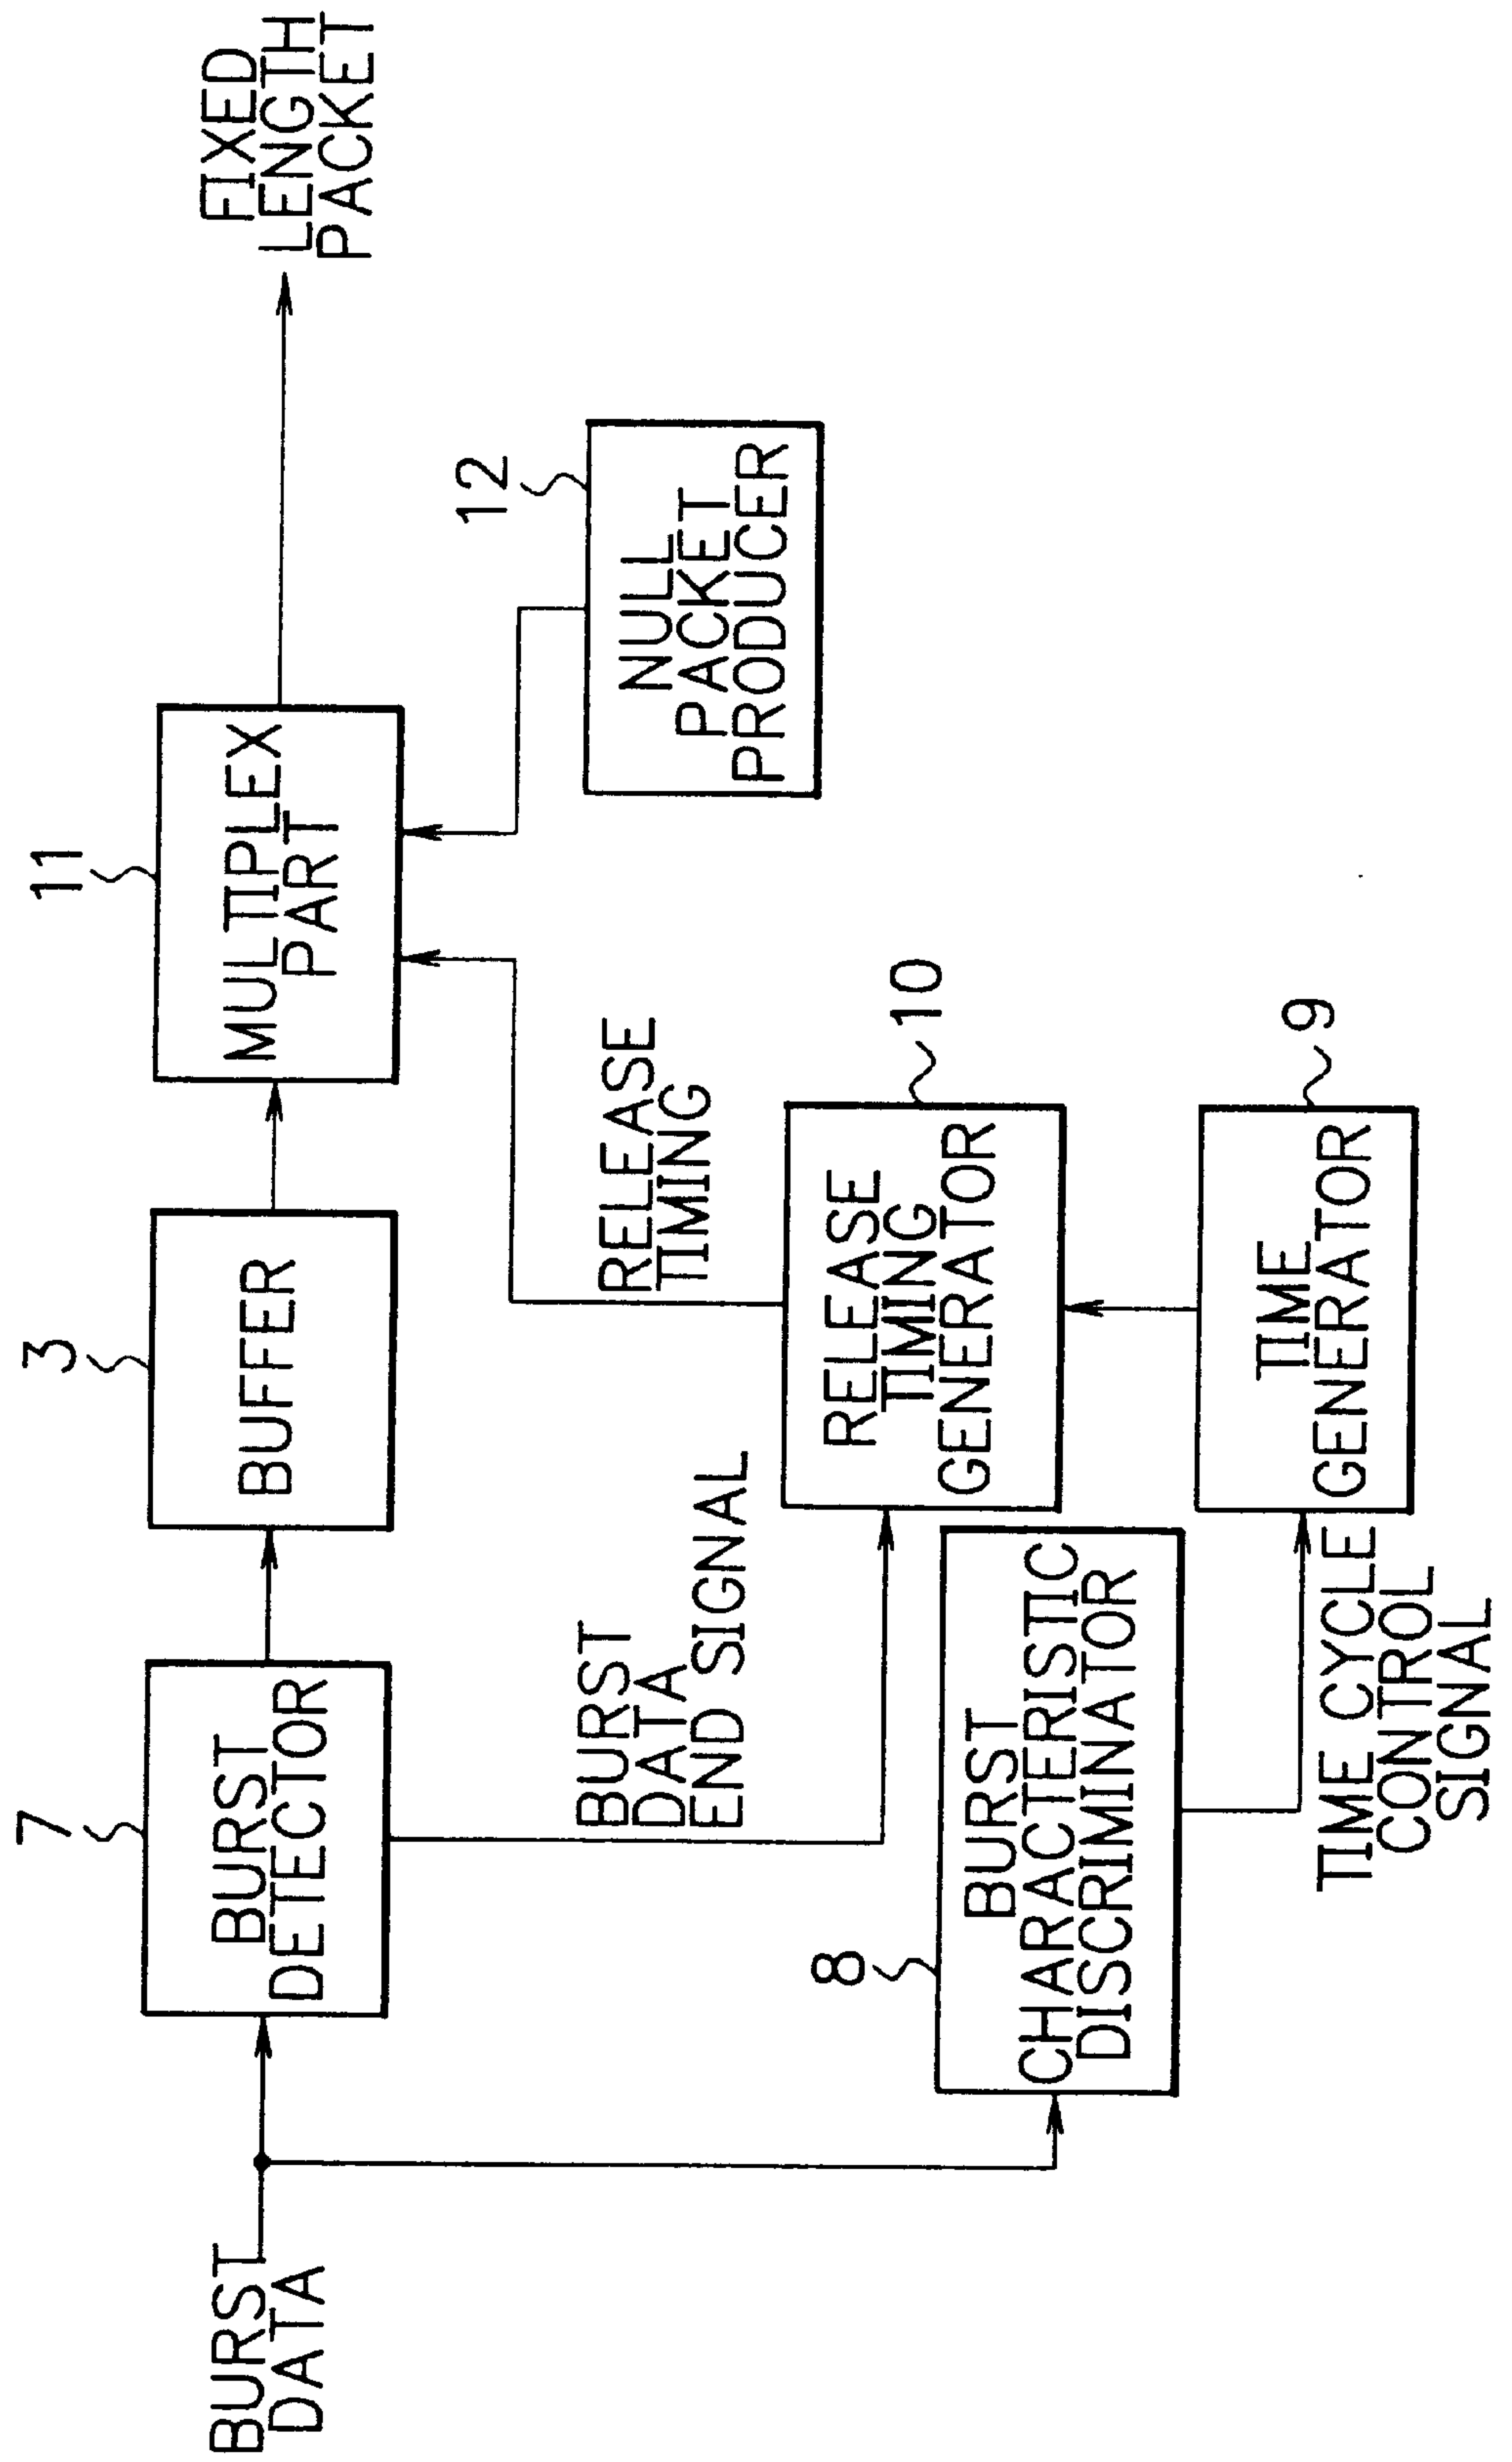 BURST
DATA
7
BURST
DETECTOR
3
BUFFER
11
MULTIPLEX
PART
FIXED
LENGTH
PACKET
BURST
DATA
END SIGNAL
RELEASE
TIMING
12
NULL
PACKET
PRODUCER
10
RELEASE
TIMING
GENERATOR
8
BURST
CHARACTERISTIC
DISCRIMINATOR
9
TIME
GENERATOR
TIME CYCLE
CONTROL
SIGNAL